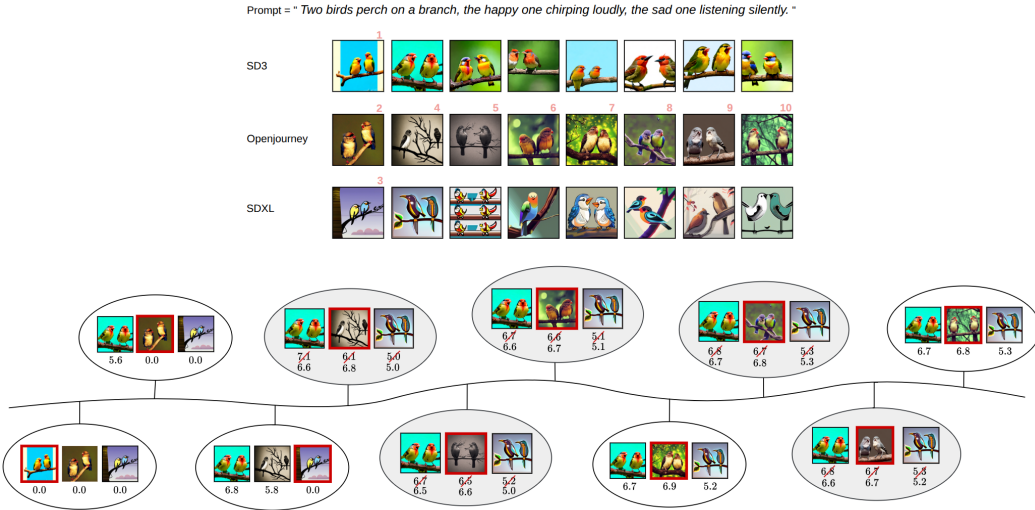 Prompt = " Two birds perch on a branch, the happy one chirping loudly, the sad one listening silently. "
1
SD3
2 4 5 6 7 8 9 10
Openjourney
3
SDXL
5.6 0.0 0.0
7.1 6.1 5.0
6.6 6.8 5.0
6.7 6.6 5.1
6.6 6.7 5.1
6.8 6.7 5.3
6.7 6.8 5.3
6.7 6.8 5.3
0.0 0.0 0.0
6.8 5.8 0.0
6.7 6.5 5.2
6.5 6.6 5.0
6.7 6.9 5.2
6.8 6.7 5.3
6.6 6.7 5.2